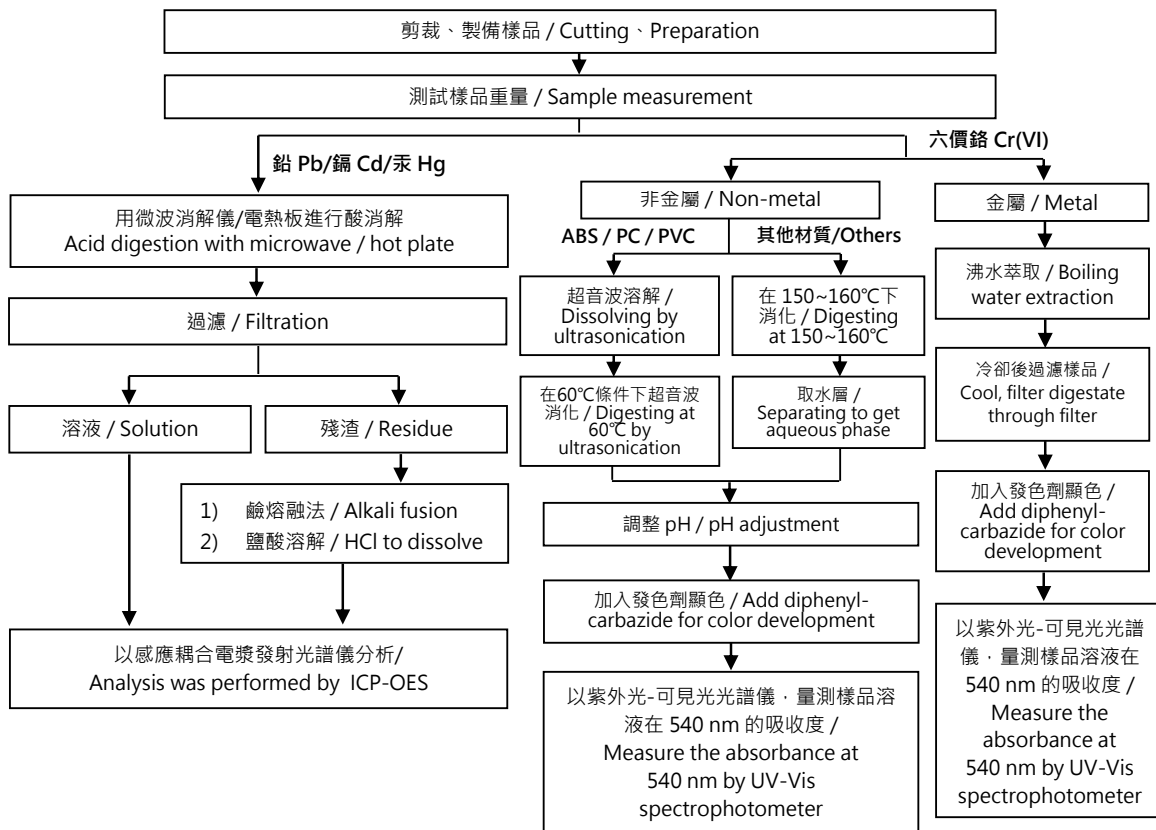 剪裁、製備樣品 / Cutting、Preparation
測試樣品重量 / Sample measurement
鉛 Pb/鎘 Cd/汞 Hg
六價鉻 Cr(VI)
用微波消解儀/電熱板進行酸消解
Acid digestion with microwave / hot plate
過濾 / Filtration
溶液 / Solution
殘渣 / Residue
1) 鹼熔融法 / Alkali fusion
2) 鹽酸溶解 / HCl to dissolve
以感應耦合電漿發射光譜儀分析/
Analysis was performed by ICP-OES
非金屬 / Non-metal
ABS / PC / PVC
其他材質/Others
超音波溶解 /
Dissolving by
ultrasonication
在60℃條件下超音波
消化 / Digesting at
60℃ by
ultrasonication
在 150~160℃下
消化 / Digesting
at 150~160℃
取水層 /
Separating to get
aqueous phase
調整 pH / pH adjustment
加入發色劑顯色 / Add diphenyl-
carbazide for color development
以紫外光-可見光光譜儀，量測樣品溶
液在 540 nm 的吸收度 /
Measure the absorbance at
540 nm by UV-Vis
spectrophotometer
金屬 / Metal
沸水萃取 / Boiling
water extraction
冷卻後過濾樣品 /
Cool, filter digestate
through filter
加入發色劑顯色 /
Add diphenyl-
carbazide for color
development
以紫外光-可見光光譜
儀，量測樣品溶液在
540 nm 的吸收度 /
Measure the
absorbance at
540 nm by UV-Vis
spectrophotometer